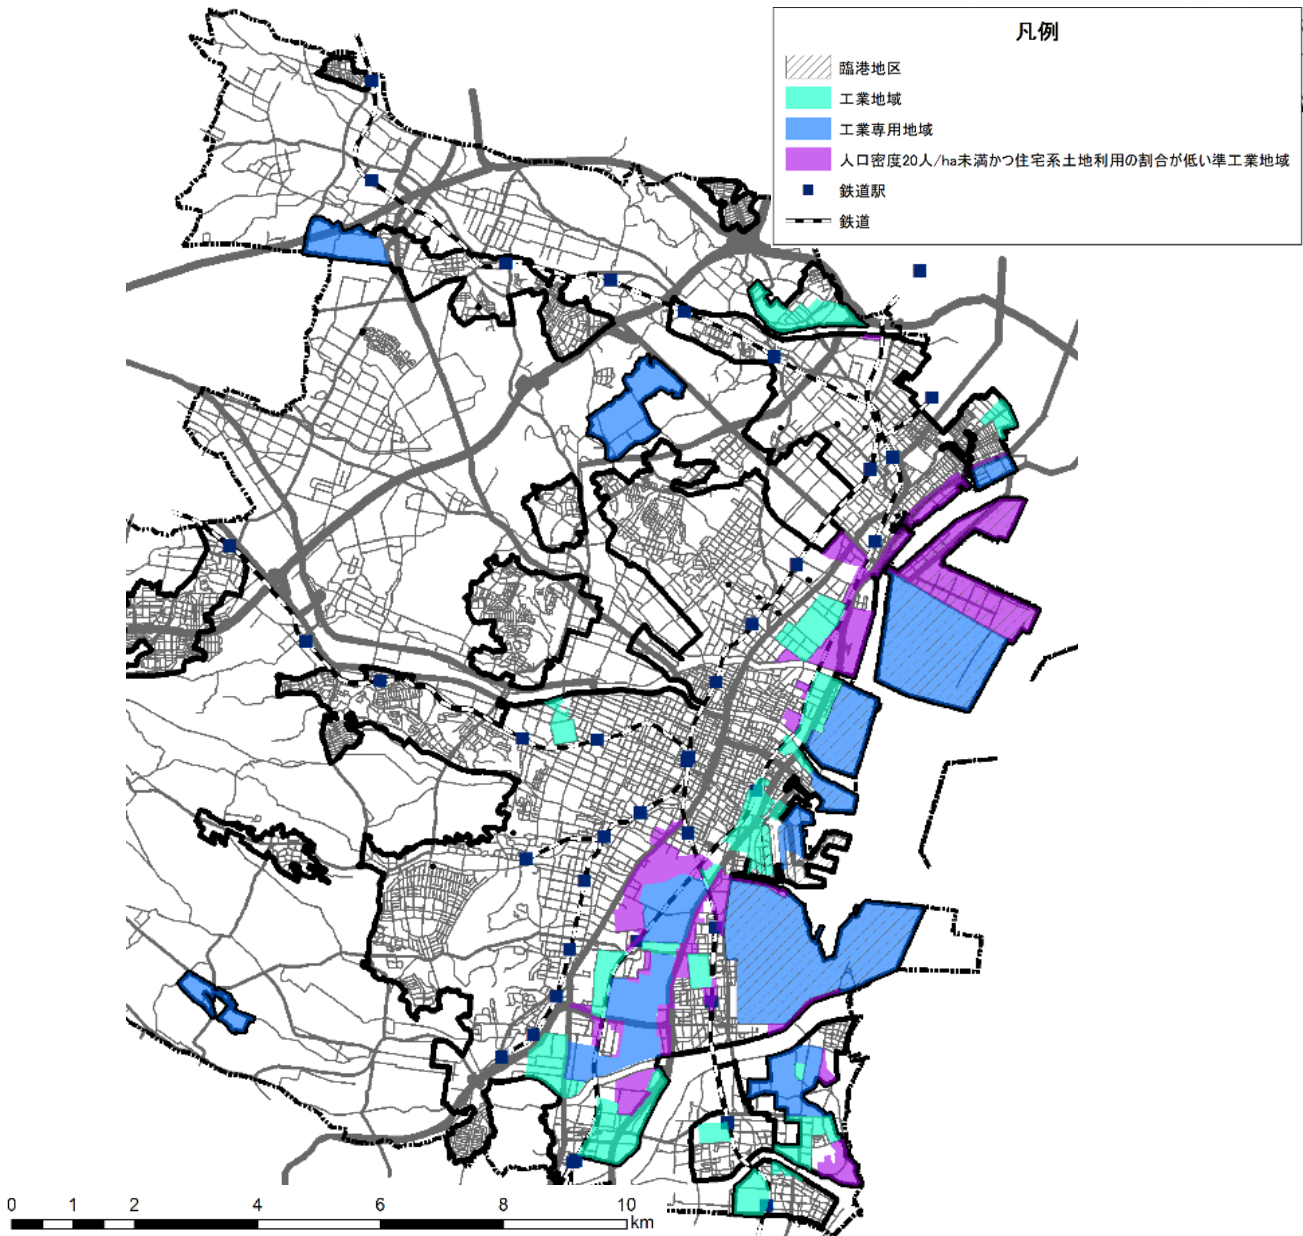 凡例
臨港地区
工業地域
工業専用地域
人口密度20人/ha未満かつ住宅系土地利用の割合が低い準工業地域
鉄道駅
鉄道
0 1 2 4 6 8 10
km